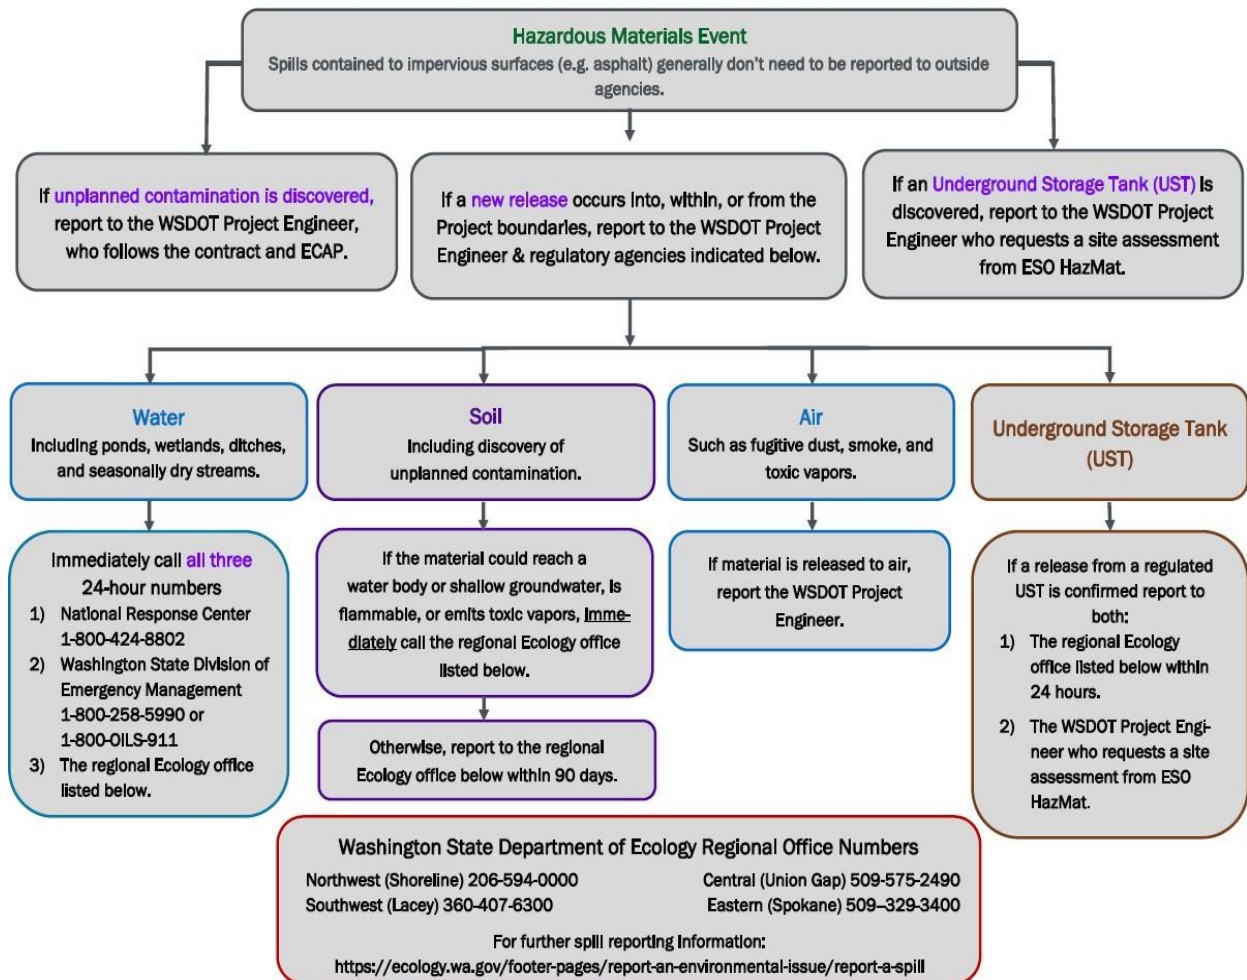 Hazardous Materials Event
Spills contained to impervious surfaces (e.g. asphalt) generally don't need to be reported to outside
agencies.
If unplanned contamination is discovered,
report to the WSDOT Project Engineer,
who follows the contract and ECAP.
If a new release occurs into, within, or from the
Project boundaries, report to the WSDOT Project
Engineer & regulatory agencies indicated below.
If an Underground Storage Tank (UST) is
discovered, report to the WSDOT Project
Engineer who requests a site assessment
from ESO HazMat.
Water
Including ponds, wetlands, ditches,
and seasonally dry streams.
Soil
Including discovery of
unplanned contamination.
Air
Such as fugitive dust, smoke, and
toxic vapors.
Underground Storage Tank
(UST)
Immediately call all three
24-hour numbers
1) National Response Center
1-800-424-8802
2) Washington State Division of
Emergency Management
1-800-258-5990 or
1-800-OILS-911
3) The regional Ecology office
listed below.
If the material could reach a
water body or shallow groundwater, is
flammable, or emits toxic vapors, imme-
diately call the regional Ecology office
listed below.
Otherwise, report to the regional
Ecology office below within 90 days.
If material is released to air,
report the WSDOT Project
Engineer.
If a release from a regulated
UST is confirmed report to
both:
1) The regional Ecology
office listed below within
24 hours.
2) The WSDOT Project Engi-
neer who requests a site
assessment from ESO
HazMat.
Washington State Department of Ecology Regional Office Numbers
Northwest (Shoreline) 206-594-0000
Central (Union Gap) 509-575-2490
Southwest (Lacey) 360-407-6300
Eastern (Spokane) 509–329-3400
For further spill reporting information:
https://ecology.wa.gov/footer-pages/report-an-environmental-issue/report-a-spill